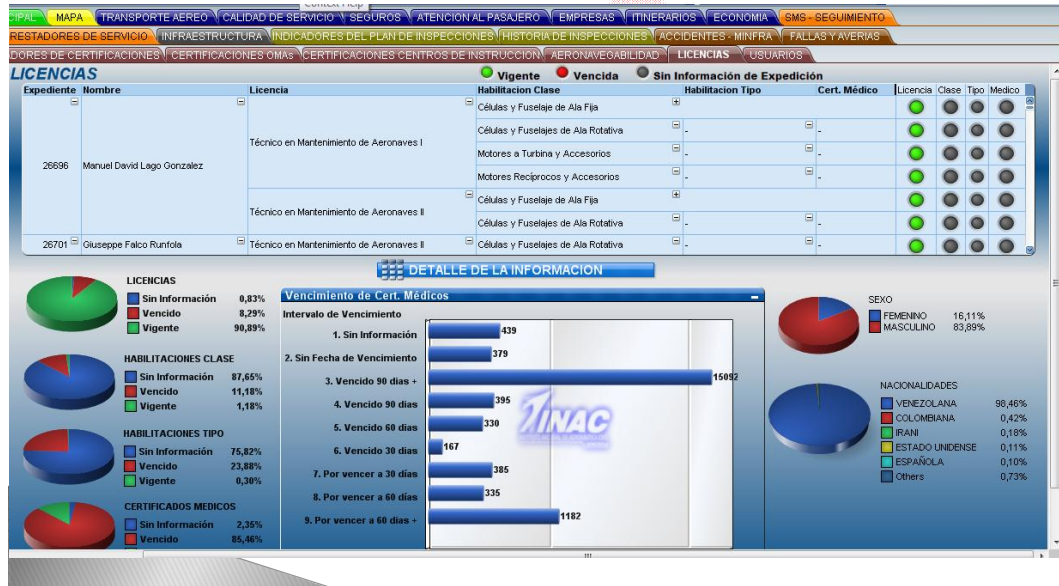 CIPAL MAPA TRANSPORTE AEREO CALIDAD DE SERVICIO SEGUROS ATENCION AL PASAJERO EMPRESAS ITINERARIOS ECONOMIA SMS - SEGUIMIENTO
RESTADORES DE SERVICIO INFRAESTRUCTURA INDICADORES DEL PLAN DE INSPECCIONES HISTORIA DE INSPECCIONES ACCIDENTES - MINFRA FALLAS Y AVERIAS
DORES DE CERTIFICACIONES CERTIFICACIONES OMAs CERTIFICACIONES CENTROS DE INSTRUCCION AERONAVEGABILIDAD LICENCIAS USUARIOS
LICENCIAS Vigente Vencida Sin Información de Expedición
Expediente Nombre Licencia Habilitacion Clase Habilitacion Tipo Cert. Médico Licencia Clase Tipo Medico
Células y Fuselaje de Ala Fija
Células y Fuselajes de Ala Rotativa - -
Técnico en Mantenimiento de Aeronaves I
Motores a Turbina y Accesorios - -
26696 Manuel David Lago Gonzalez
Motores Recíprocos y Accesorios - -
Células y Fuselaje de Ala Fija
Técnico en Mantenimiento de Aeronaves II
Células y Fuselajes de Ala Rotativa - -
26701 Giuseppe Falco Runfola Técnico en Mantenimiento de Aeronaves II Células y Fuselajes de Ala Rotativa - -
DETALLE DE LA INFORMACION
LICENCIAS
Sin Información 0,83%
Vencido 8,29%
Vigente 90,89%
HABILITACIONES CLASE
Sin Información 87,65%
Vencido 11,18%
Vigente 1,18%
HABILITACIONES TIPO
Sin Información 75,82%
Vencido 23,88%
Vigente 0,30%
CERTIFICADOS MEDICOS
Sin Información 2,35%
Vencido 85,46%
Vencimiento de Cert. Médicos
Intervalo de Vencimiento
1. Sin Información 439
2. Sin Fecha de Vencimiento 379
3. Vencido 90 dias + 15092
4. Vencido 90 dias 395
5. Vencido 60 dias 330
6. Vencido 30 dias 167
7. Por vencer a 30 días 385
8. Por vencer a 60 días 335
9. Por vencer a 60 dias + 1182
INAC
SEXO
FEMENINO 16,11%
MASCULINO 83,89%
NACIONALIDADES
VENEZOLANA 98,46%
COLOMBIANA 0,42%
IRANI 0,18%
ESTADO UNIDENSE 0,11%
ESPAÑOLA 0,10%
Others 0,73%